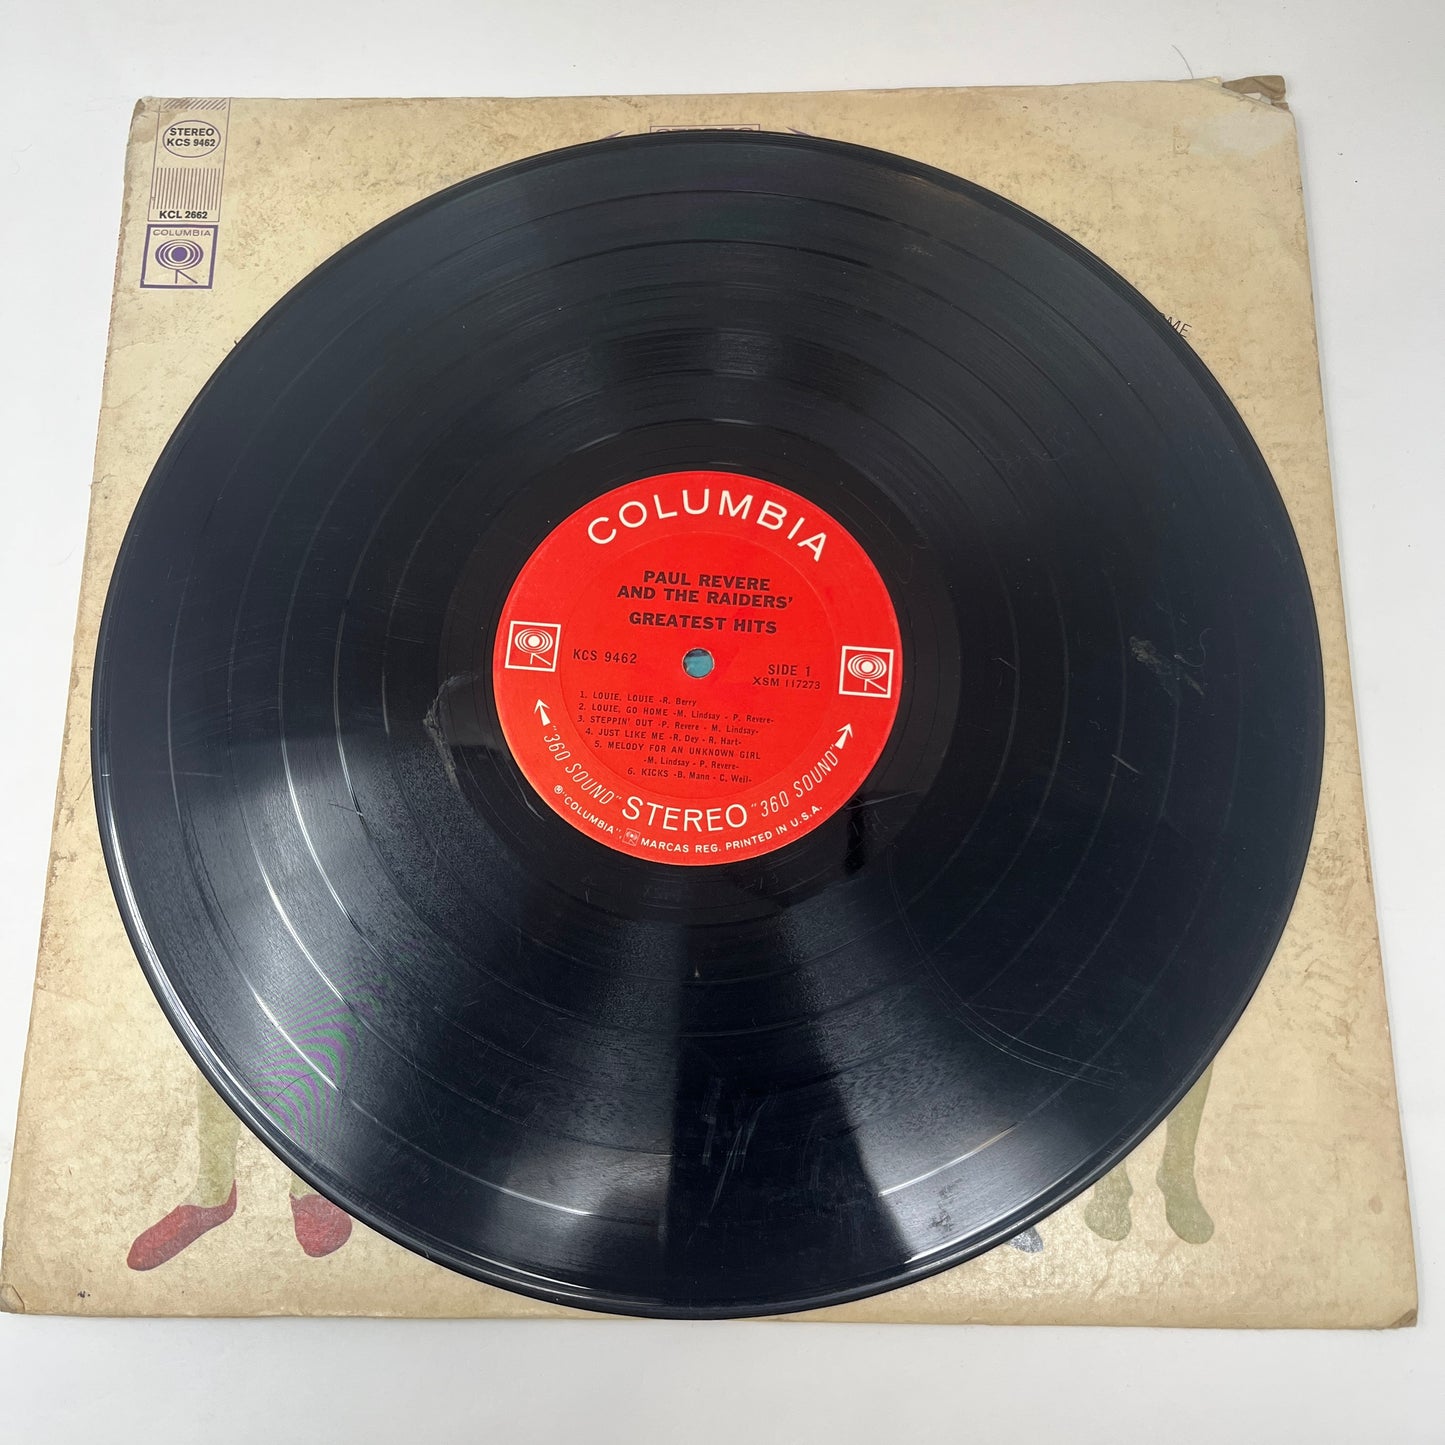 STEREO
KCS 9462
KCL 2662
COLUMBIA
COLUMBIA
PAUL REVERE
AND THE RAIDERS'
GREATEST HITS
KCS 9462
SIDE 1
XSM 117273
1. LOUIE, LOUIE -R. Berry
2. LOUIE, GO HOME -M. Lindsay - P. Revere-
3. STEPPIN' OUT -P. Revere - M. Lindsay-
4. JUST LIKE ME -R. Dey - R. Hart-
5. MELODY FOR AN UNKNOWN GIRL
-M. Lindsay - P. Revere-
6. KICKS -B. Mann - C. Weil-
"360 SOUND" STEREO "360 SOUND"
® "COLUMBIA", MARCAS REG. PRINTED IN U.S.A.